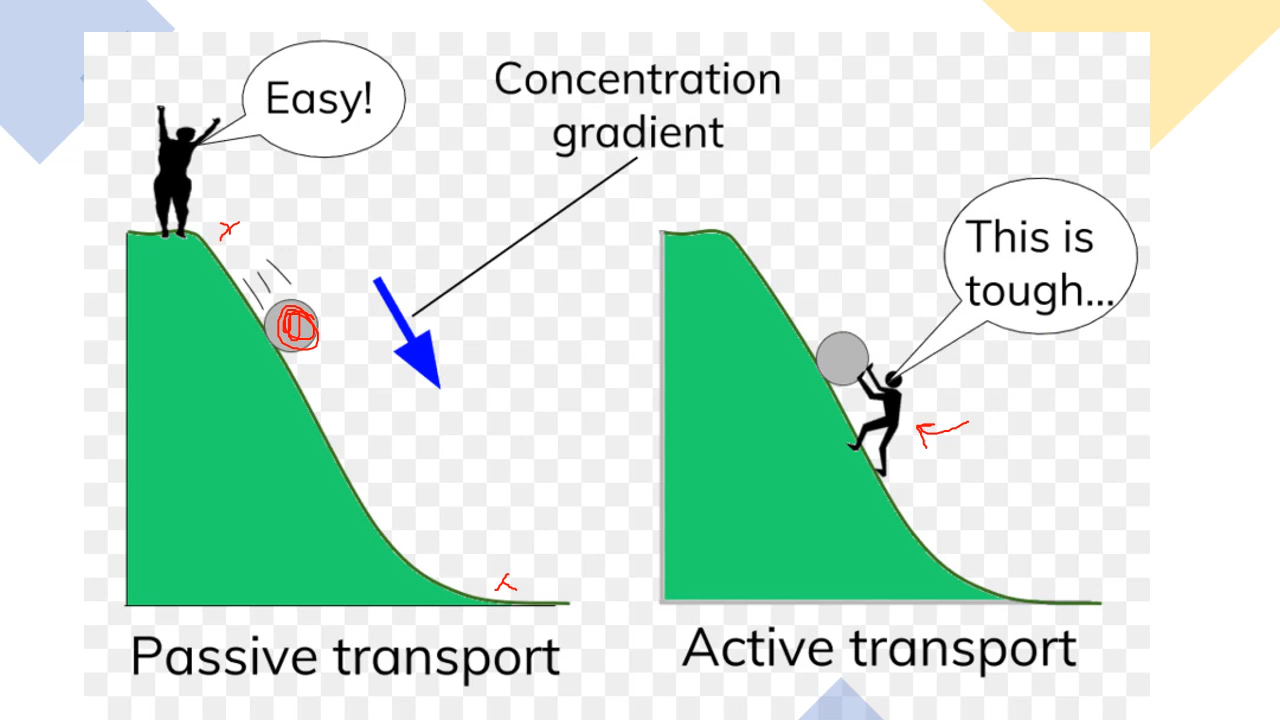 Easy!
Concentration
gradient
This is
tough...
Passive transport
Active transport